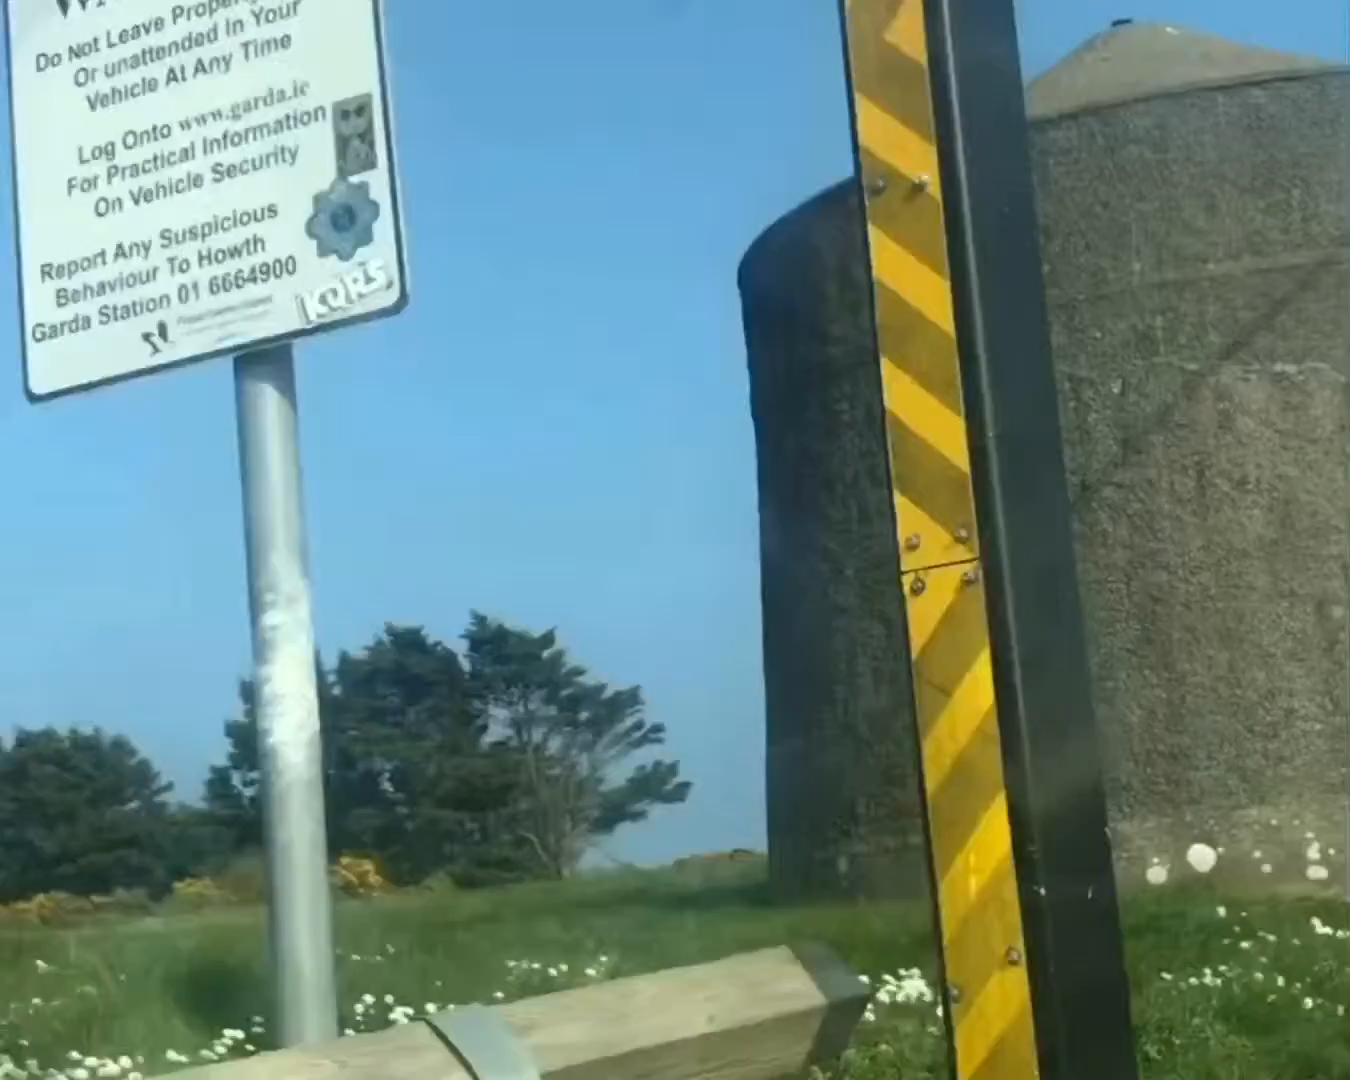 Do Not Leave
Or unattended In Your
Vehicle At Any Time
Log Onto www.garda.ie
For Practical Information
On Vehicle Security
Report Any Suspicious
Behaviour To Howth
Garda Station 01 6664900